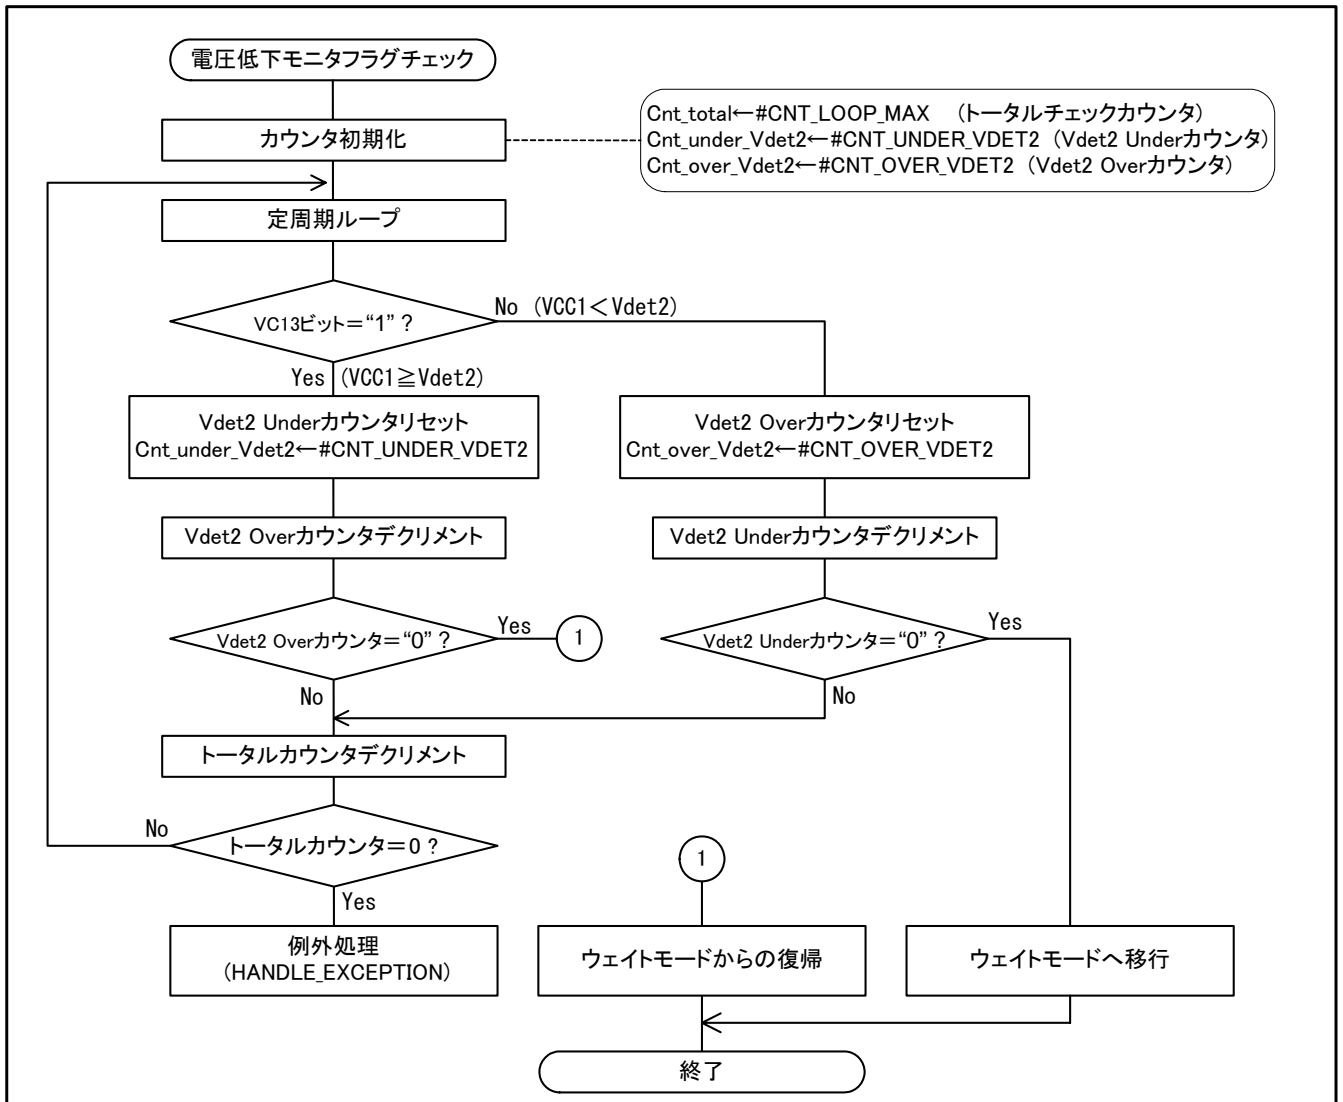 電圧低下モニタフラグチェック
カウンタ初期化
Cnt_total←#CNT_LOOP_MAX （トータルチェックカウンタ）
Cnt_under_Vdet2←#CNT_UNDER_VDET2 （Vdet2 Underカウンタ）
Cnt_over_Vdet2←#CNT_OVER_VDET2 （Vdet2 Overカウンタ）
定周期ループ
VC13ビット＝“1” ?
No （VCC1＜Vdet2）
Yes （VCC1≧Vdet2）
Vdet2 Underカウンタリセット
Cnt_under_Vdet2←#CNT_UNDER_VDET2
Vdet2 Overカウンタリセット
Cnt_over_Vdet2←#CNT_OVER_VDET2
Vdet2 Overカウンタデクリメント
Vdet2 Underカウンタデクリメント
Vdet2 Overカウンタ＝“0” ?
Yes
1
Vdet2 Underカウンタ＝“0” ?
Yes
No
No
トータルカウンタデクリメント
トータルカウンタ＝0 ?
No
Yes
1
例外処理
（HANDLE_EXCEPTION）
ウェイトモードからの復帰
ウェイトモードへ移行
終了